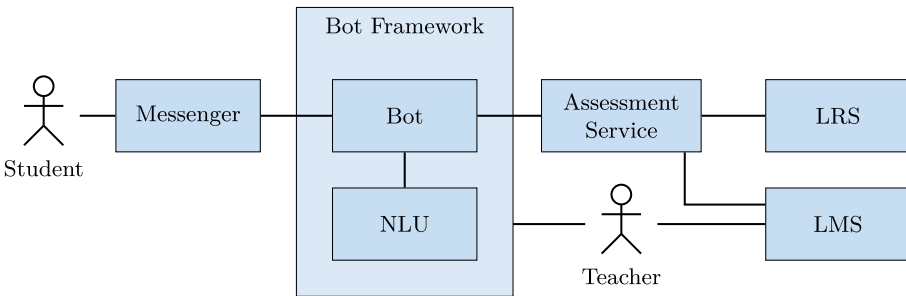 Bot Framework
Student
Messenger
Bot
Assessment
Service
LRS
NLU
Teacher
LMS